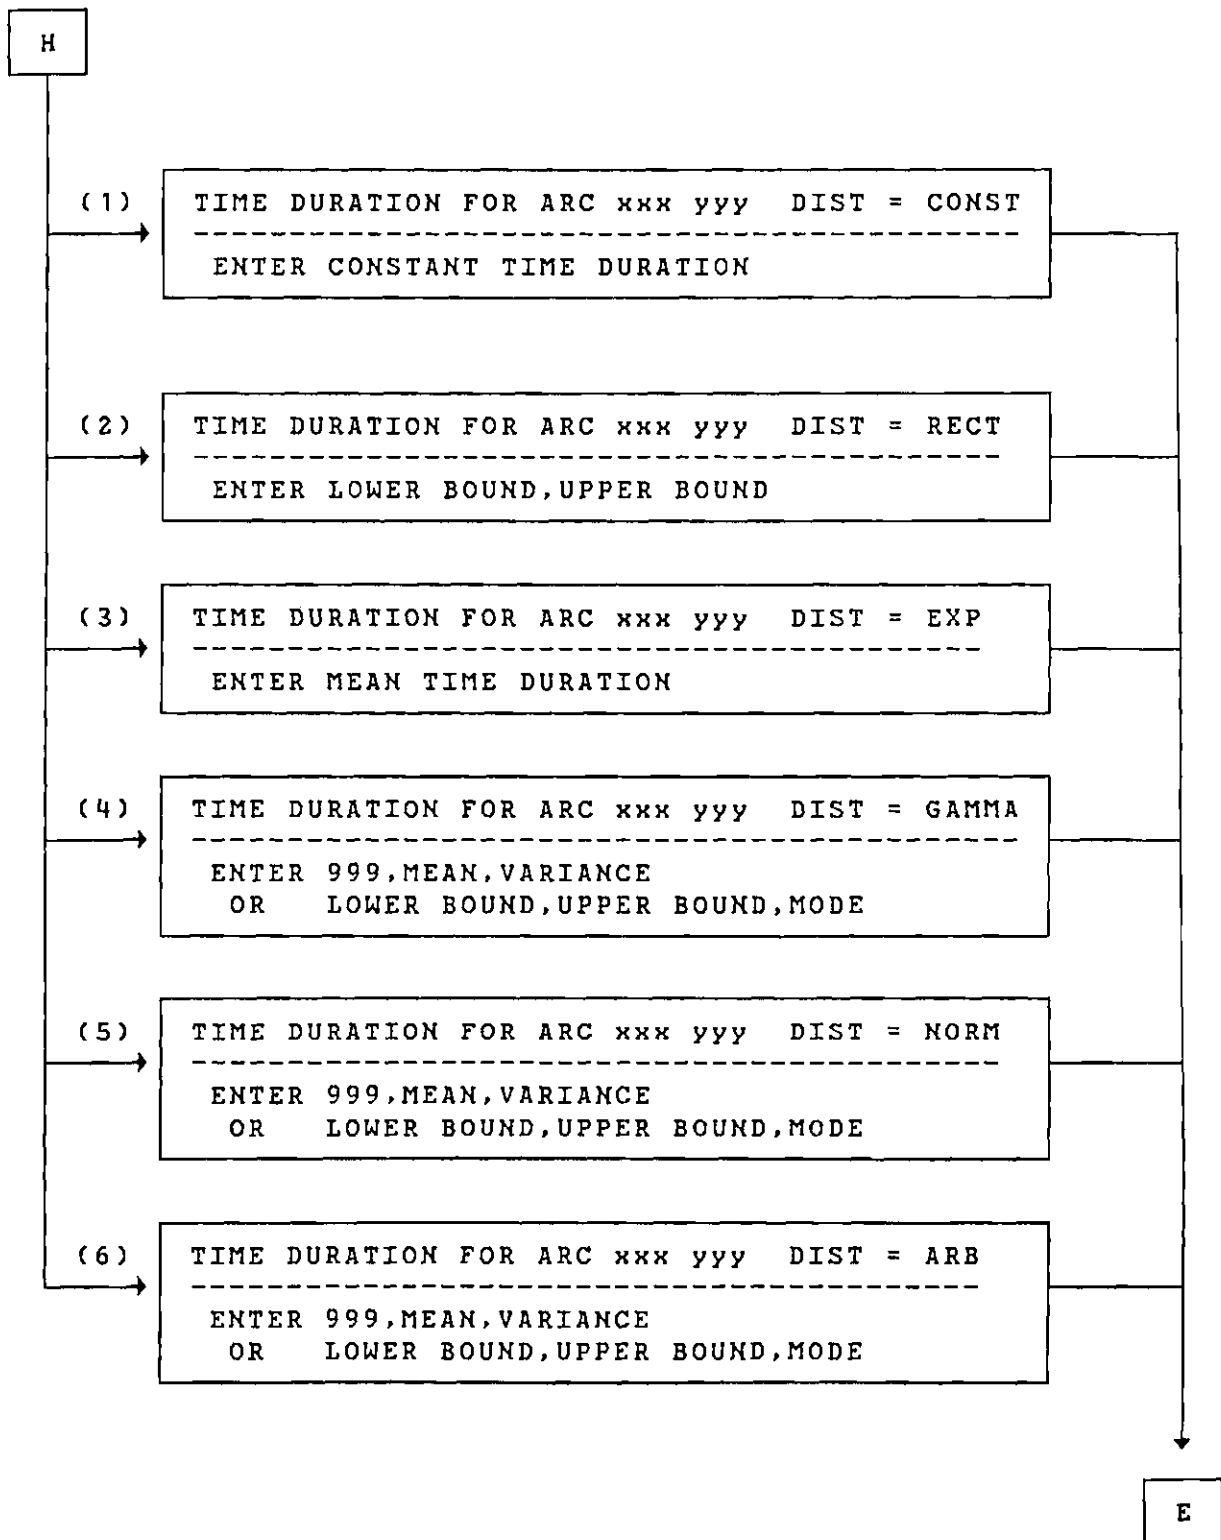 H
(1)
TIME DURATION FOR ARC xxx yyy DIST = CONST
ENTER CONSTANT TIME DURATION
(2)
TIME DURATION FOR ARC xxx yyy DIST = RECT
ENTER LOWER BOUND,UPPER BOUND
(3)
TIME DURATION FOR ARC xxx yyy DIST = EXP
ENTER MEAN TIME DURATION
(4)
TIME DURATION FOR ARC xxx yyy DIST = GAMMA
ENTER 999,MEAN,VARIANCE
OR LOWER BOUND,UPPER BOUND,MODE
(5)
TIME DURATION FOR ARC xxx yyy DIST = NORM
ENTER 999,MEAN,VARIANCE
OR LOWER BOUND,UPPER BOUND,MODE
(6)
TIME DURATION FOR ARC xxx yyy DIST = ARB
ENTER 999,MEAN,VARIANCE
OR LOWER BOUND,UPPER BOUND,MODE
E